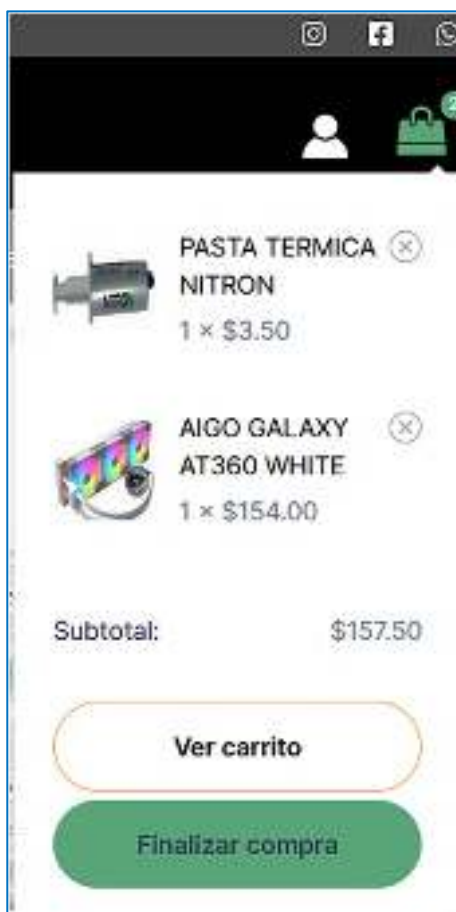 2
PASTA TERMICA
NITRON
1 × $3.50
AIGO GALAXY
AT360 WHITE
1 × $154.00
Subtotal: $157.50
Ver carrito
Finalizar compra